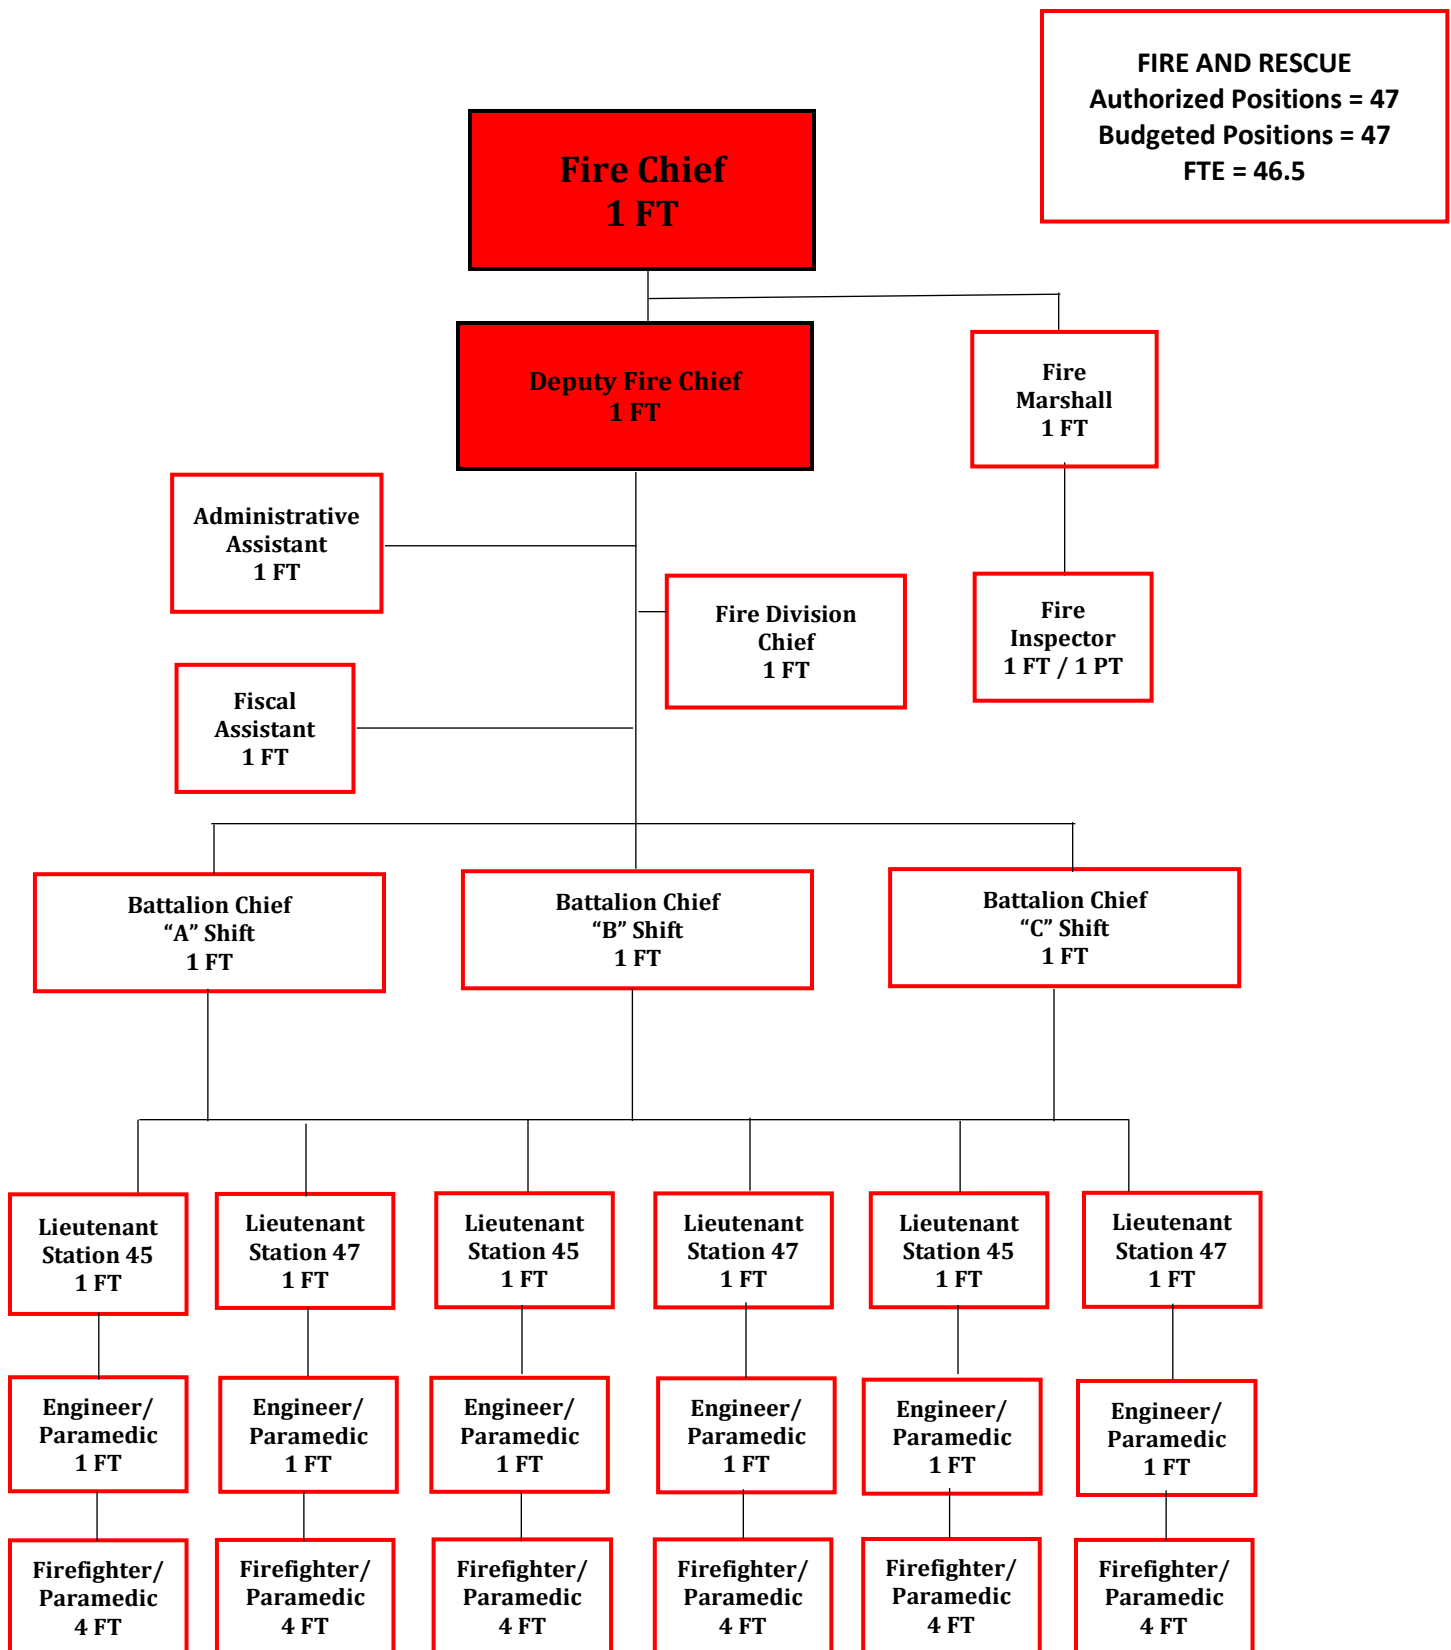 FIRE AND RESCUE
Authorized Positions = 47
Budgeted Positions = 47
FTE = 46.5
Fire Chief
1 FT
Deputy Fire Chief
1 FT
Fire
Marshall
1 FT
Administrative
Assistant
1 FT
Fire Division
Chief
1 FT
Fire
Inspector
1 FT / 1 PT
Fiscal
Assistant
1 FT
Battalion Chief
“A” Shift
1 FT
Battalion Chief
“B” Shift
1 FT
Battalion Chief
“C” Shift
1 FT
Lieutenant
Station 45
1 FT
Lieutenant
Station 47
1 FT
Lieutenant
Station 45
1 FT
Lieutenant
Station 47
1 FT
Lieutenant
Station 45
1 FT
Lieutenant
Station 47
1 FT
Engineer/
Paramedic
1 FT
Engineer/
Paramedic
1 FT
Engineer/
Paramedic
1 FT
Engineer/
Paramedic
1 FT
Engineer/
Paramedic
1 FT
Engineer/
Paramedic
1 FT
Firefighter/
Paramedic
4 FT
Firefighter/
Paramedic
4 FT
Firefighter/
Paramedic
4 FT
Firefighter/
Paramedic
4 FT
Firefighter/
Paramedic
4 FT
Firefighter/
Paramedic
4 FT